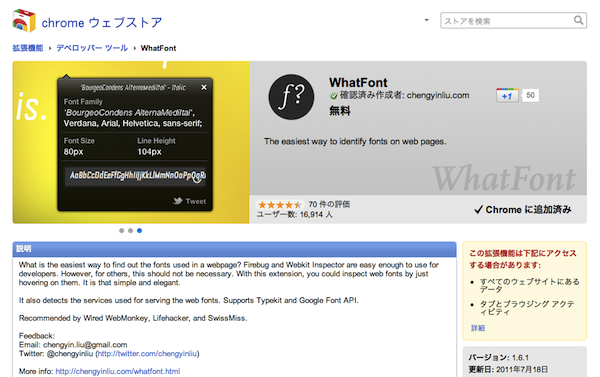 chrome ウェブストア
ストアを検索
拡張機能 ▸ デベロッパー ツール ▸ WhatFont
is.
'BourgeoCondens AlternaMediItal' - Italic
×
Font Family
'BourgeoCondens AlternaMediItal',
Verdana, Arial, Helvetica, sans-serif;
Font Size Line Height
80px 104px
AaBbCcDdEeFfGgHhIiJjKkLlMmNnOoPpQqRr
Tweet
f?
WhatFont
確認済み作成者: chengyinliu.com
無料
+1 50
The easiest way to identify fonts on web pages.
WhatFont
70 件の評価
ユーザー数: 16,914 人
✓ Chrome に追加済み
説明
What is the easiest way to find out the fonts used in a webpage? Firebug and Webkit Inspector are easy enough to use for
developers. However, for others, this should not be necessary. With this extension, you could inspect web fonts by just
hovering on them. It is that simple and elegant.
It also detects the services used for serving the web fonts. Supports Typekit and Google Font API.
Recommended by Wired WebMonkey, Lifehacker, and SwissMiss.
Feedback:
Email: chengyin.liu@gmail.com
Twitter: @chengyinliu (http://twitter.com/chengyinliu)
More info: http://chengyinliu.com/whatfont.html
この拡張機能は下記にアクセス
する場合があります:
• すべてのウェブサイトにある
データ
• タブとブラウジング アクテ
ィビティ
詳細
バージョン: 1.6.1
更新日: 2011年7月18日